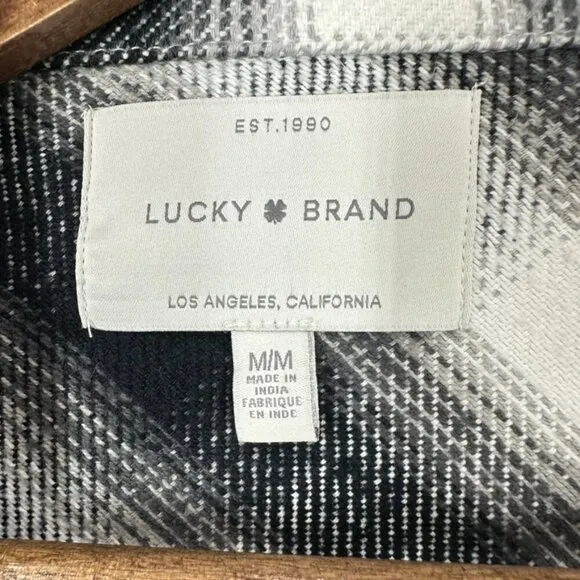 EST.1990
LUCKY BRAND
LOS ANGELES, CALIFORNIA
M/M
MADE IN
INDIA
FABRIQUE
EN INDE